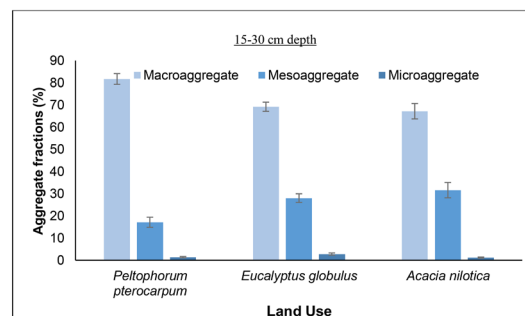 15-30 cm depth
Macroaggregate Mesoaggregate Microaggregate
Aggregate fractions (%)
90
80
70
60
50
40
30
20
10
0
Peltophorum pterocarpum Eucalyptus globulus Acacia nilotica
Land Use